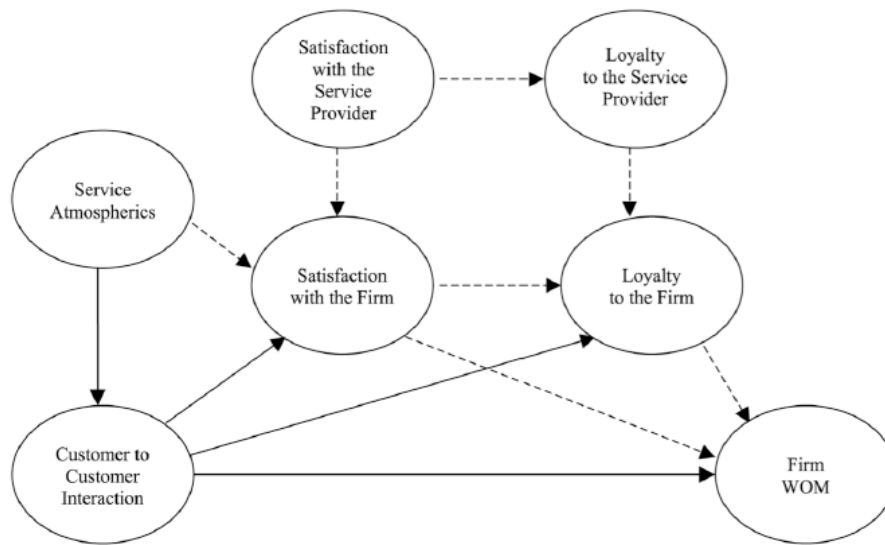 Satisfaction
with the
Service
Provider
Loyalty
to the Service
Provider
Service
Atmospherics
Satisfaction
with the Firm
Loyalty
to the Firm
Customer to
Customer
Interaction
Firm
WOM